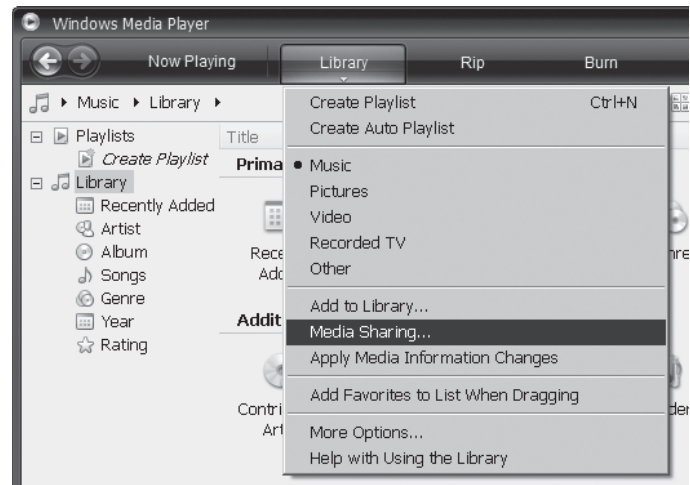 Windows Media Player
Now Playing Library Rip Burn
Music Library
Playlists
Create Playlist
Library
Recently Added
Artist
Album
Songs
Genre
Year
Rating
Title
Create Playlist Ctrl+N
Create Auto Playlist
Music
Pictures
Video
Recorded TV
Other
Add to Library...
Media Sharing...
Apply Media Information Changes
Add Favorites to List When Dragging
More Options...
Help with Using the Library